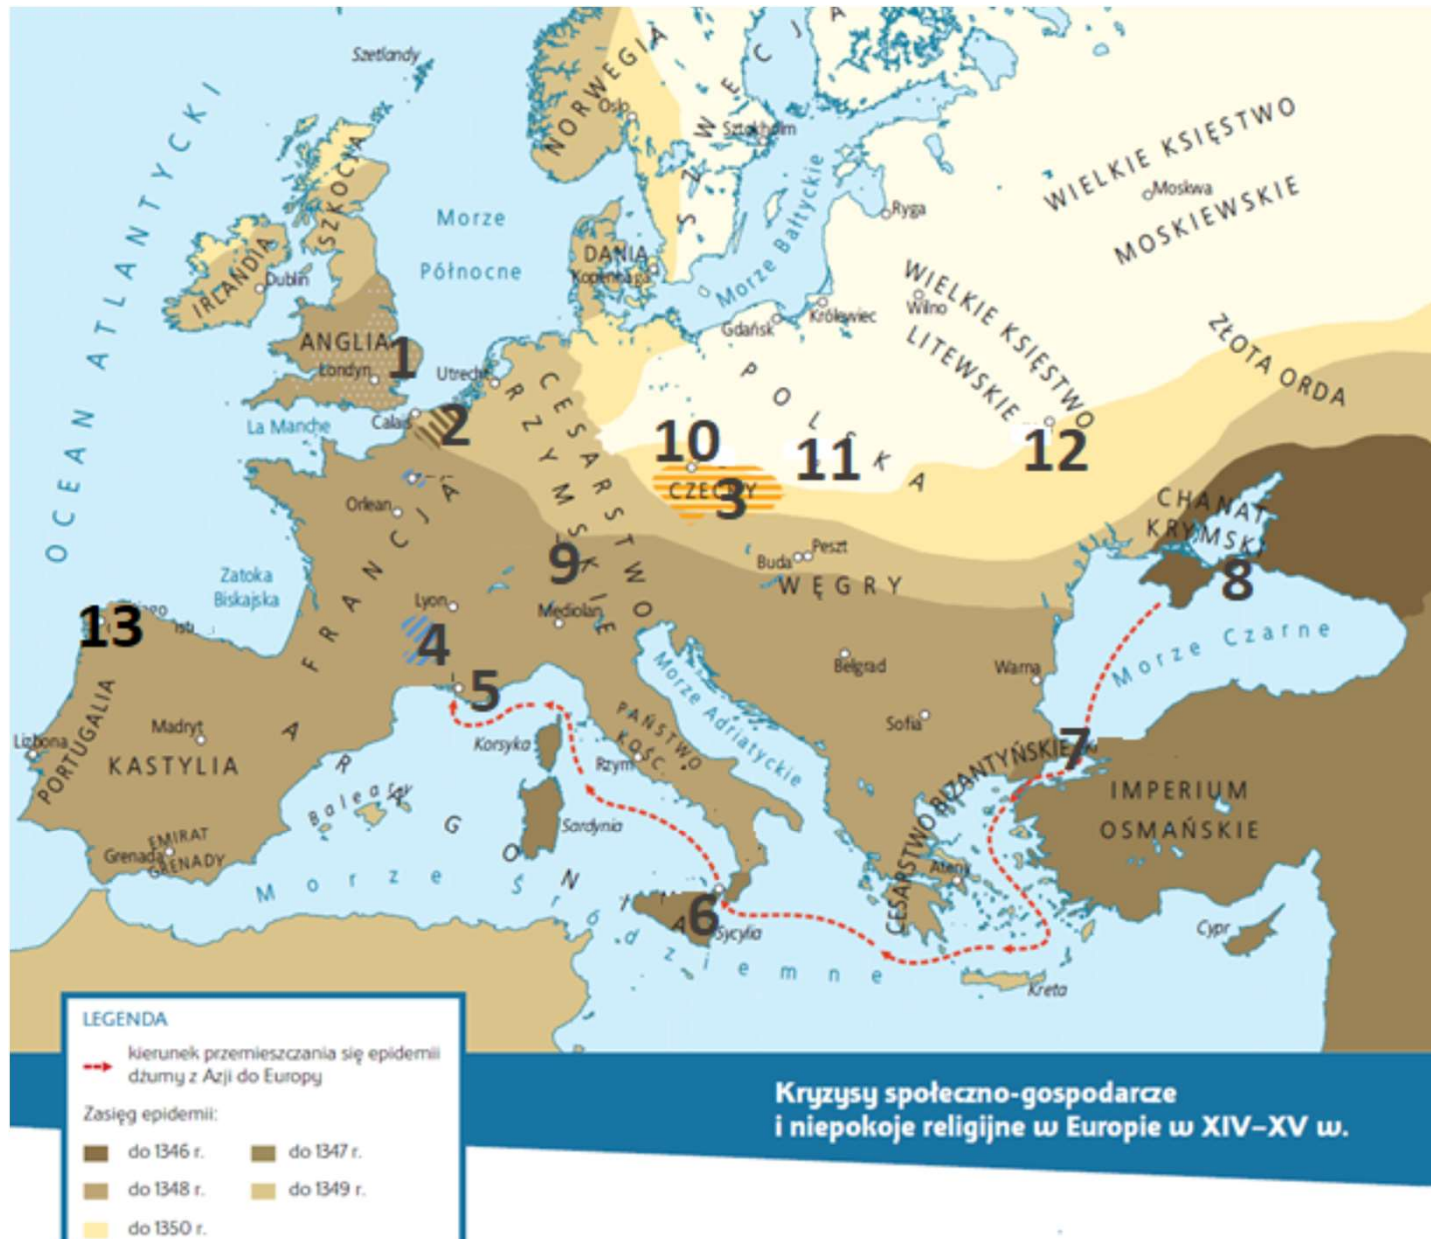 Szetlandy
OCEAN ATLANTYCKI
NORWEGIA
Oslo
SZWECJA
Sztokholm
WIELKIE KSIĘSTWO
MOSKIEWSKIE
Moskwa
Ryga
SZKOCJA
IRLANDIA
Dublin
Morze
Północne
DANIA
Kopenhaga
Morze Bałtyckie
WIELKIE KSIĘSTWO
LITEWSKIE
Wilno
Gdańsk
Królewiec
ZŁOTA ORDA
ANGLIA
Londyn
1
Utrecht
Calais
2
La Manche
CESARSTWO
RZYMSKIE
POLSKA
10
11
12
CZECHY
3
Orlean
FRANCJA
9
Buda
Peszt
WĘGRY
CHANAT
KRYMSKI
8
Zatoka
Biskajska
Lyon
Mediolan
4
5
13
Morze Czarne
Belgrad
Warna
Sofia
7
Morze Adriatyckie
PAŃSTWO
KOŚC.
Rzym
Korsyka
Sardynia
Lizbona
PORTUGALIA
Madryt
KASTYLIA
ARAGONIA
Baleary
EMIRAT
GRENADY
Grenada
Morze Śródziemne
6
Sycylia
CESARSTWO BIZANTYŃSKIE
Ateny
IMPERIUM
OSMAŃSKIE
Cypr
Kreta
LEGENDA
kierunek przemieszczania się epidemii
dżumy z Azji do Europy
Zasięg epidemii:
do 1346 r.
do 1347 r.
do 1348 r.
do 1349 r.
do 1350 r.
Kryzysy społeczno-gospodarcze
i niepokoje religijne w Europie w XIV–XV w.